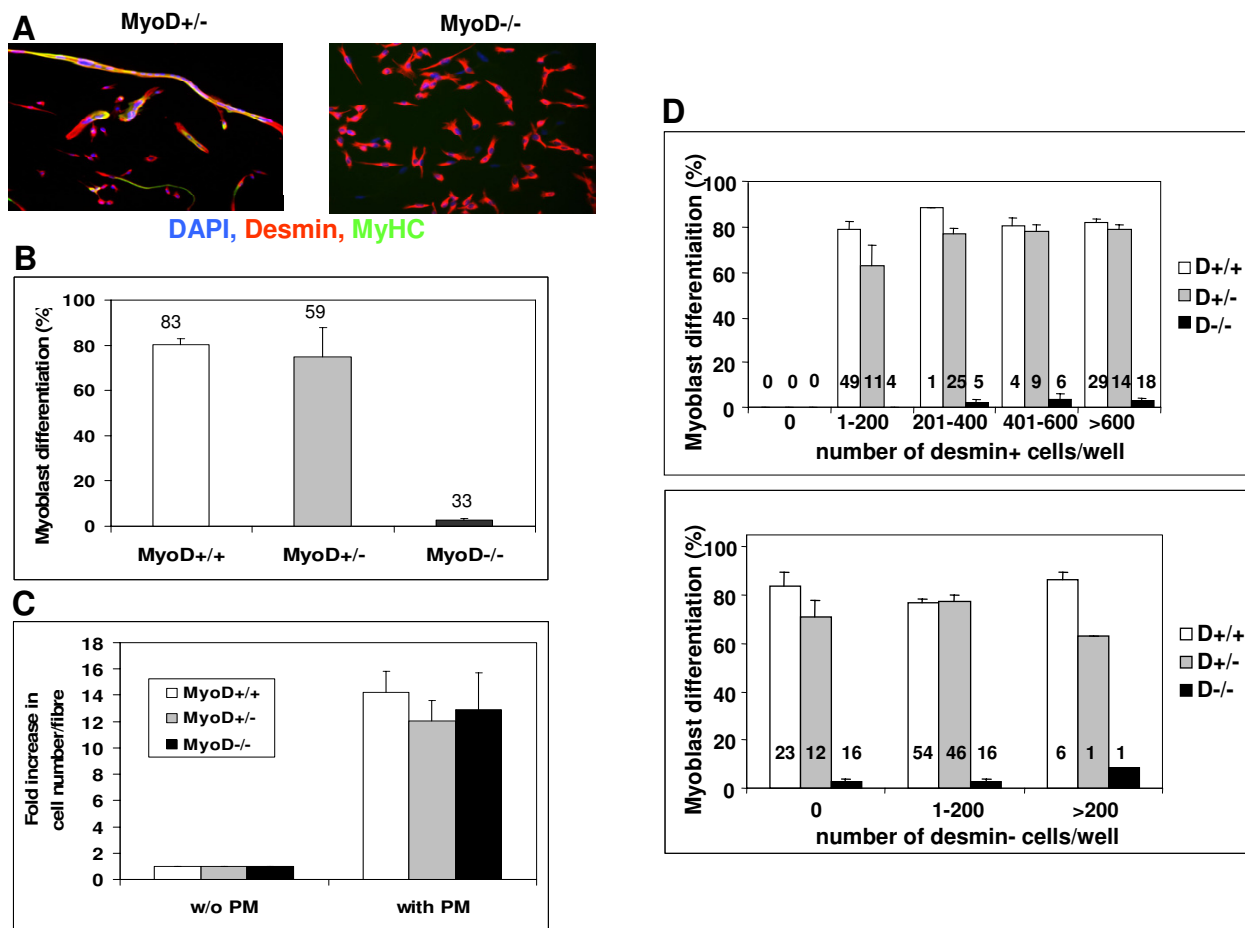 A
MyoD+/-
MyoD-/-
DAPI, Desmin, MyHC
B
Myoblast differentiation (%)
100
80
60
40
20
0
83
59
33
MyoD+/+
MyoD+/-
MyoD-/-
C
Fold increase in
cell number/fibre
18
16
14
12
10
8
6
4
2
0
MyoD+/+
MyoD+/-
MyoD-/-
w/o PM
with PM
D
Myoblast differentiaition (%)
100
80
60
40
20
0
0 0 0
49 11 4
1 25 5
4 9 6
29 14 18
0
1-200
201-400
401-600
>600
number of desmin+ cells/well
D+/+
D+/-
D-/-
Myoblast differentiation (%)
100
80
60
40
20
0
23 12 16
54 46 16
6 1 1
0
1-200
>200
number of desmin- cells/well
D+/+
D+/-
D-/-